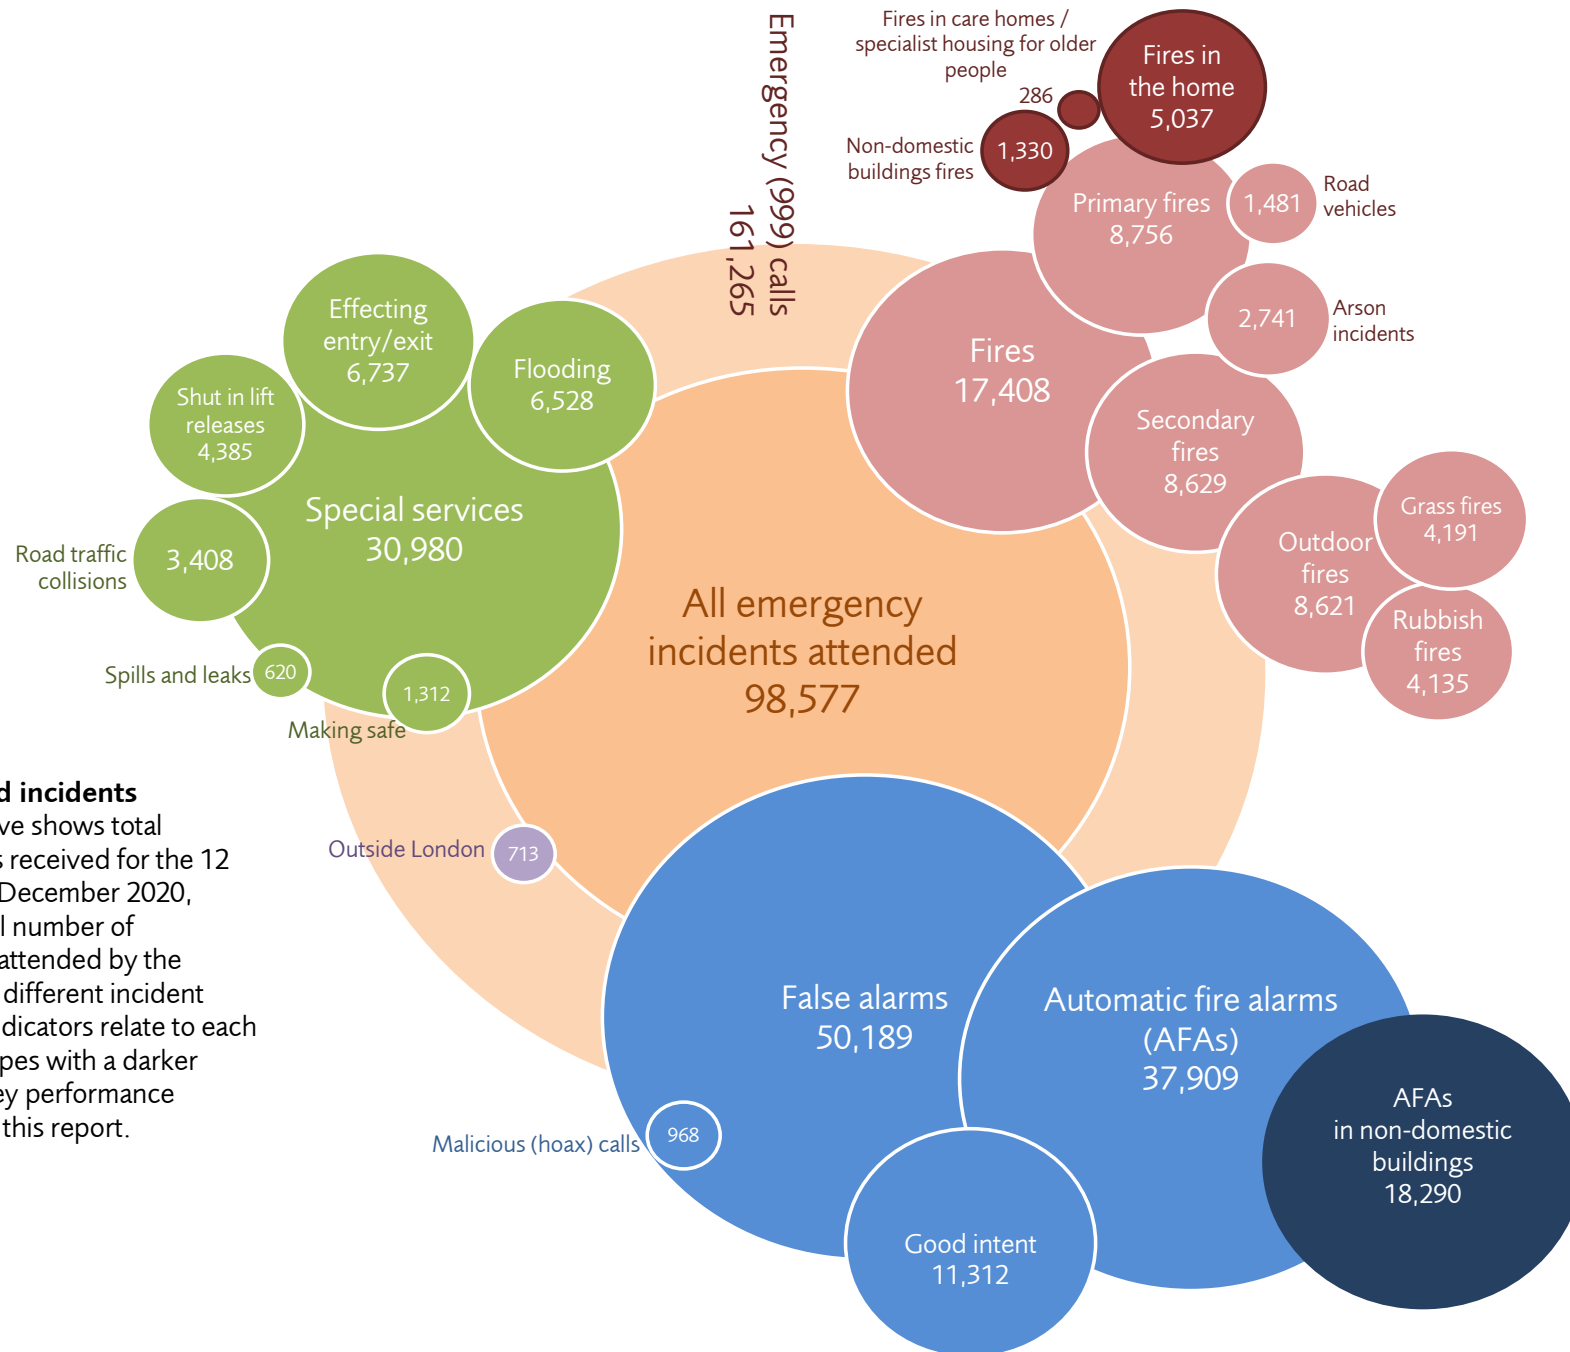 Emergency (999) calls
161,265
Fires in care homes /
specialist housing for older
people
286
Fires in
the home
5,037
Non-domestic
buildings fires
1,330
Primary fires
8,756
1,481
Road
vehicles
2,741
Arson
incidents
Fires
17,408
Secondary
fires
8,629
Outdoor
fires
8,621
Grass fires
4,191
Rubbish
fires
4,135
Effecting
entry/exit
6,737
Flooding
6,528
Shut in lift
releases
4,385
Special services
30,980
Road traffic
collisions
3,408
Spills and leaks
620
1,312
Making safe
All emergency
incidents attended
98,577
Outside London
713
d incidents
ve shows total
s received for the 12
December 2020,
l number of
attended by the
different incident
dicators relate to each
pes with a darker
ey performance
this report.
False alarms
50,189
Automatic fire alarms
(AFAs)
37,909
AFAs
in non-domestic
buildings
18,290
Malicious (hoax) calls
968
Good intent
11,312